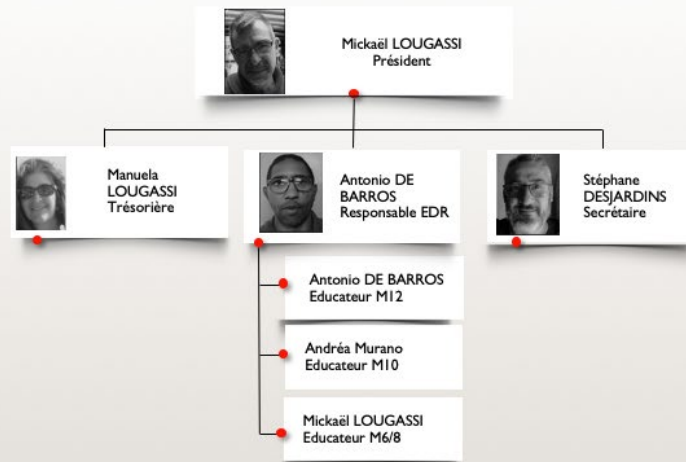 Mickaël LOUGASSI
Président
Manuela
LOUGASSI
Trésorière
Antonio DE
BARROS
Responsable EDR
Stéphane
DESJARDINS
Secrétaire
Antonio DE BARROS
Educateur M12
Andréa Murano
Educateur M10
Mickaël LOUGASSI
Educateur M6/8